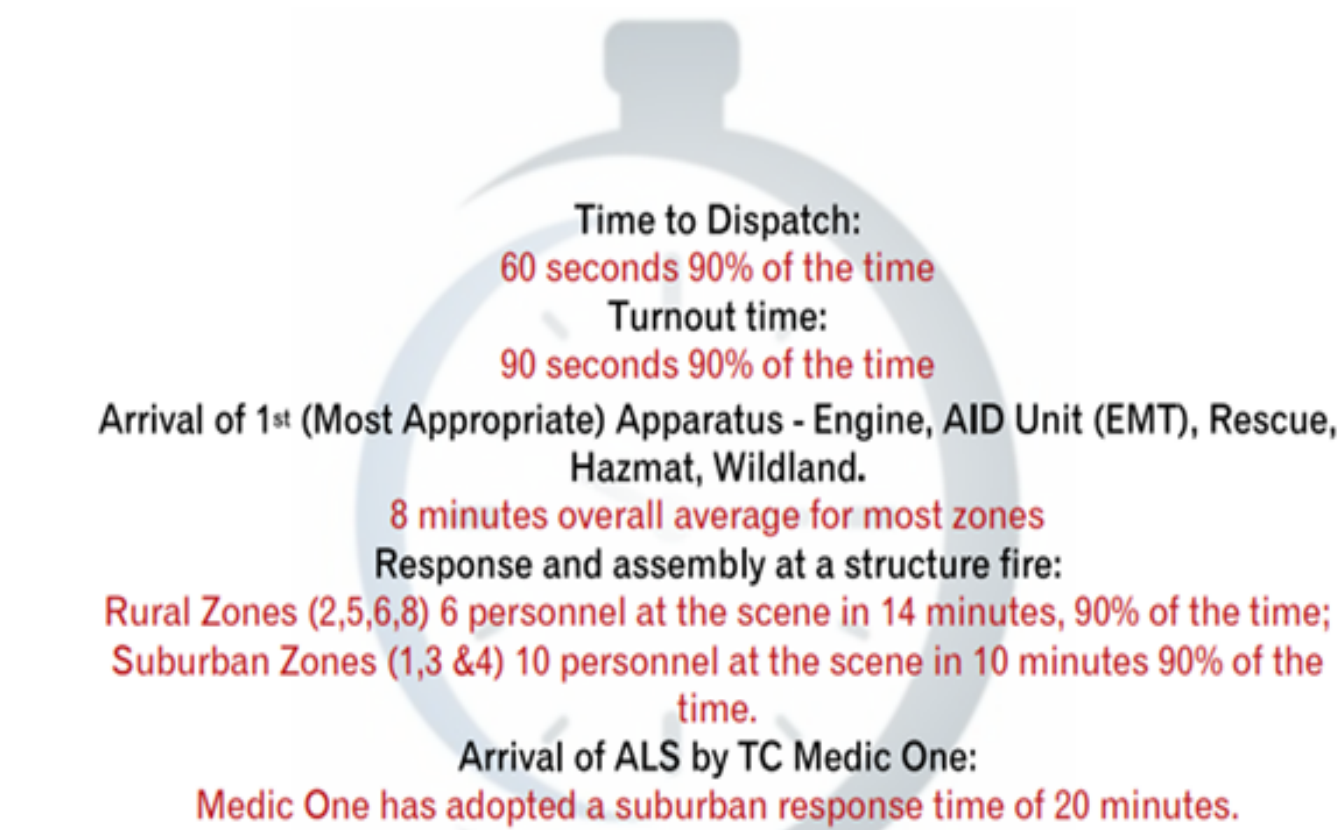 Time to Dispatch:
60 seconds 90% of the time
Turnout time:
90 seconds 90% of the time
Arrival of 1st (Most Appropriate) Apparatus - Engine, AID Unit (EMT), Rescue,
Hazmat, Wildland.
8 minutes overall average for most zones
Response and assembly at a structure fire:
Rural Zones (2,5,6,8) 6 personnel at the scene in 14 minutes, 90% of the time;
Suburban Zones (1,3 &4) 10 personnel at the scene in 10 minutes 90% of the
time.
Arrival of ALS by TC Medic One:
Medic One has adopted a suburban response time of 20 minutes.